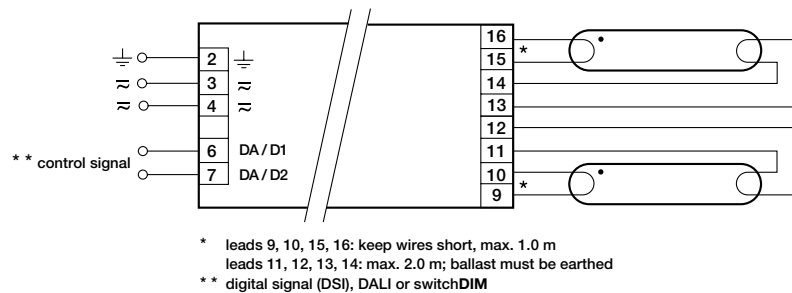 16
* 15
14
13
12
11
10
* 9
2
3
4
6 DA / D1
7 DA / D2
* * control signal
* leads 9, 10, 15, 16: keep wires short, max. 1.0 m
leads 11, 12, 13, 14: max. 2.0 m; ballast must be earthed
* * digital signal (DSI), DALI or switchDIM